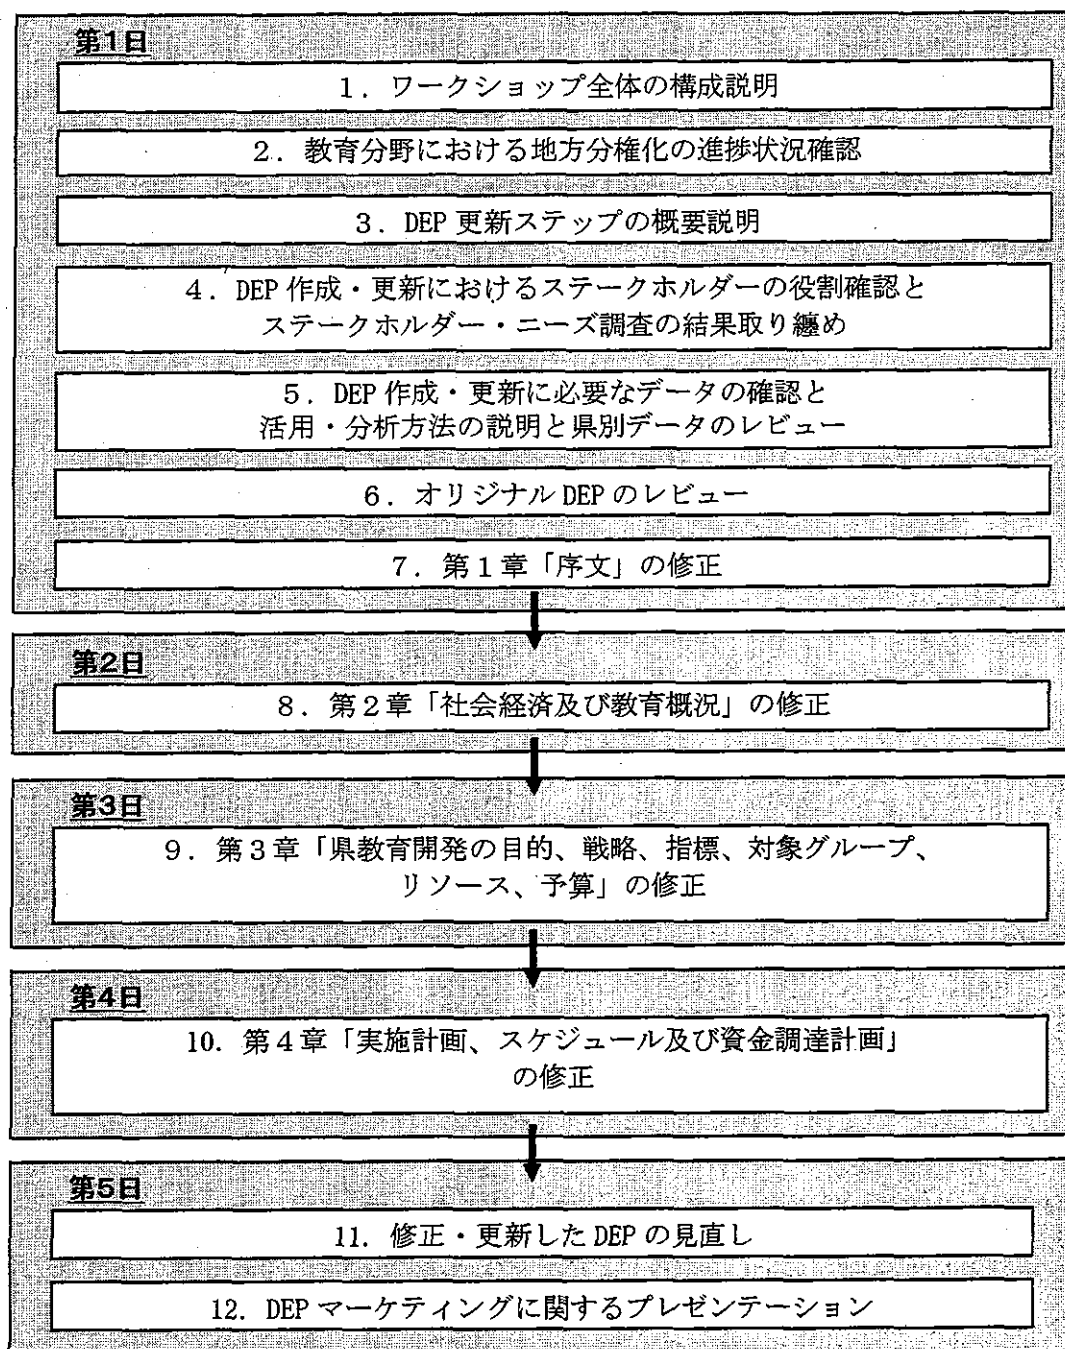 第1日
1．ワークショップ全体の構成説明
2．教育分野における地方分権化の進捗状況確認
3．DEP 更新ステップの概要説明
4．DEP 作成・更新におけるステークホルダーの役割確認と
ステークホルダー・ニーズ調査の結果取り纏め
5．DEP 作成・更新に必要なデータの確認と
活用・分析方法の説明と県別データのレビュー
6．オリジナル DEP のレビュー
7．第1章「序文」の修正
第2日
8．第2章「社会経済及び教育概況」の修正
第3日
9．第3章「県教育開発の目的、戦略、指標、対象グループ、
リソース、予算」の修正
第4日
10．第4章「実施計画、スケジュール及び資金調達計画」
の修正
第5日
11．修正・更新した DEP の見直し
12．DEP マーケティングに関するプレゼンテーション